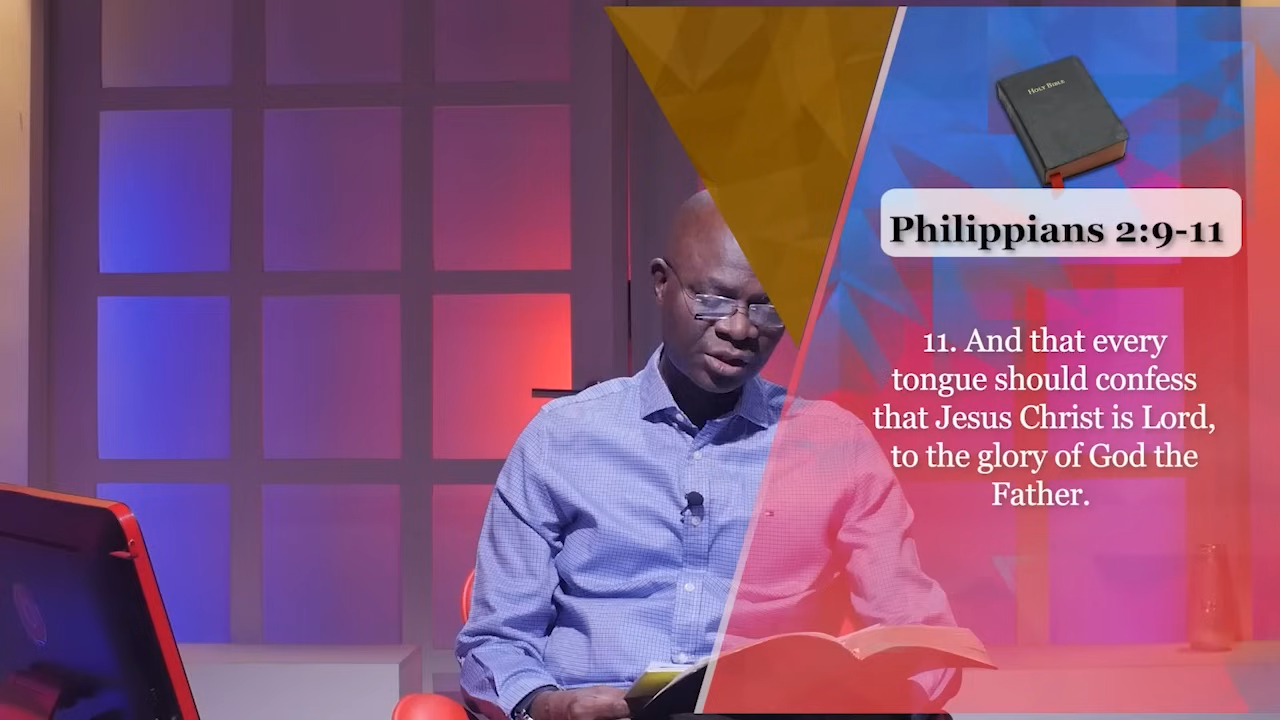 HOLY BIBLE
Philippians 2:9-11
11. And that every
tongue should confess
that Jesus Christ is Lord,
to the glory of God the
Father.